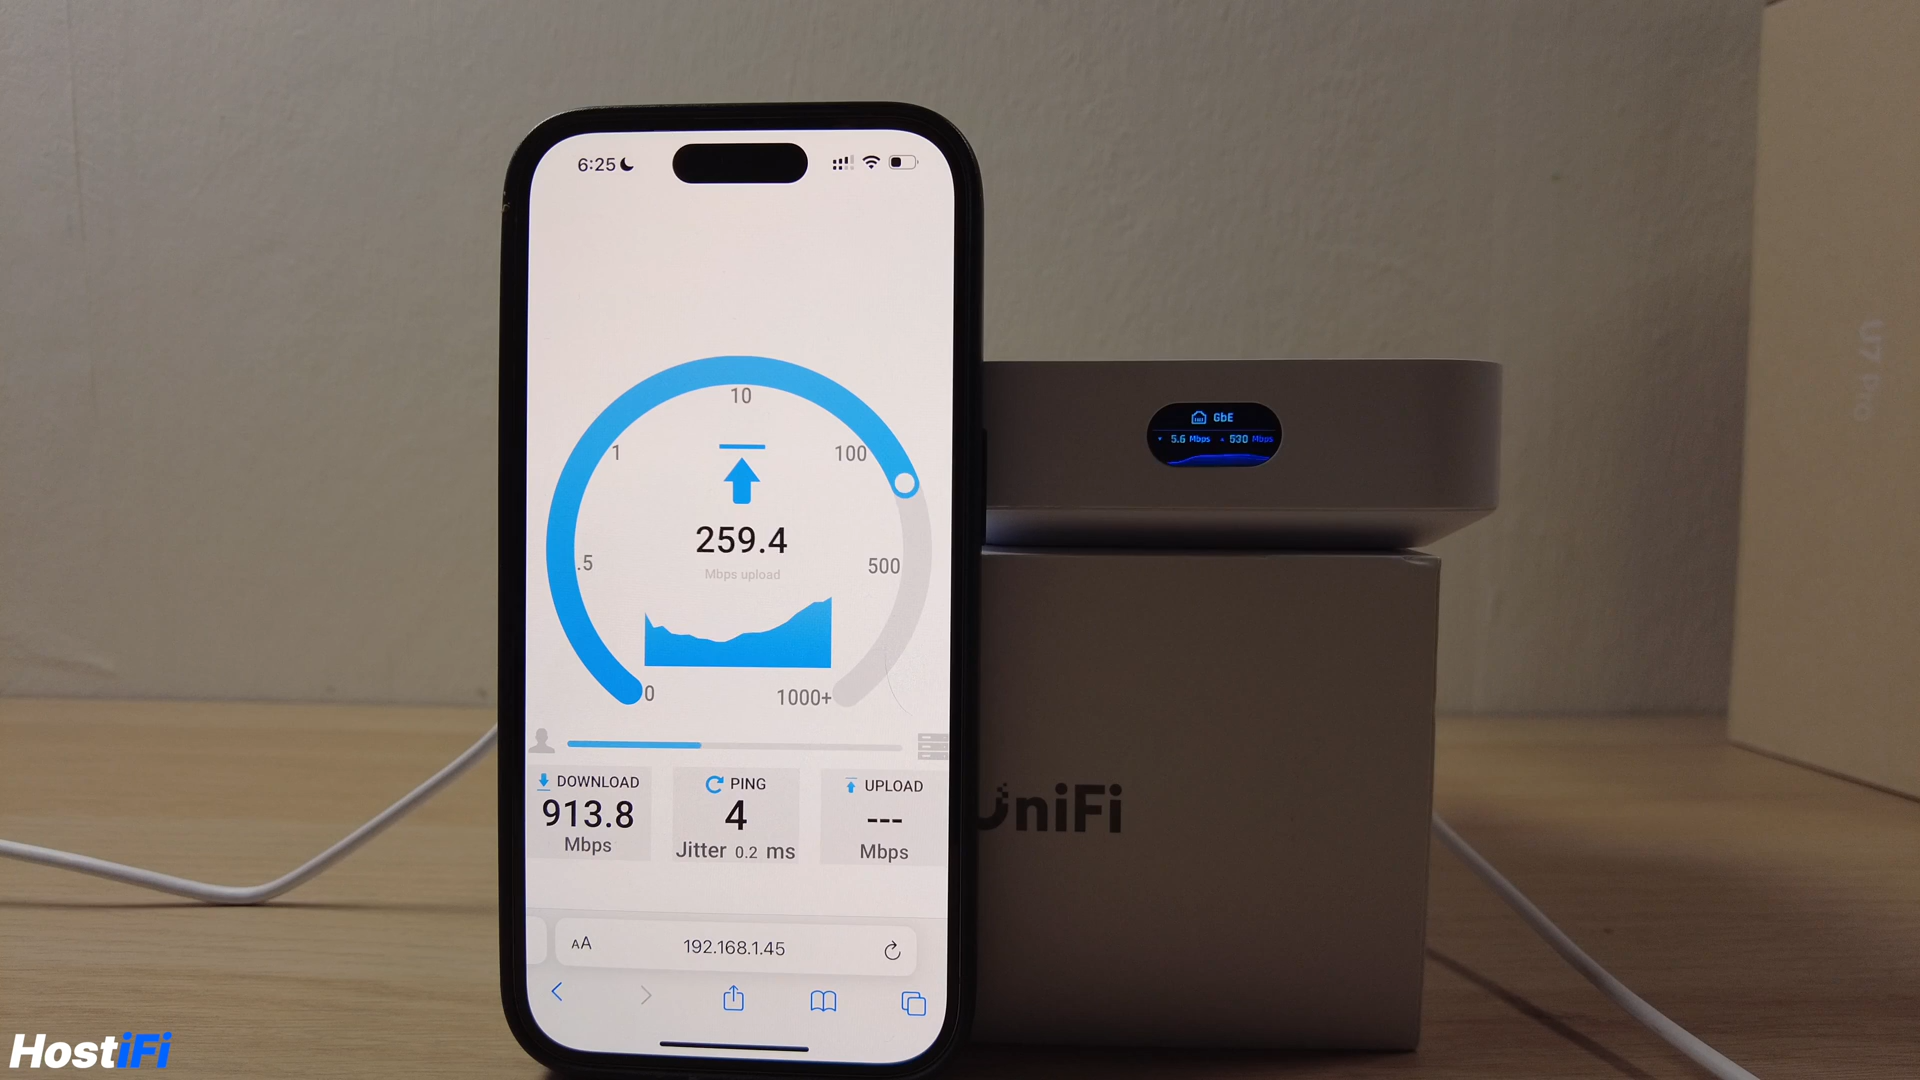 6:25
10
1
100
.5
500
259.4
Mbps upload
0
1000+
DOWNLOAD
913.8
Mbps
PING
4
Jitter 0.2 ms
UPLOAD
---
Mbps
AA
192.168.1.45
GbE
5.6 Mbps 530 Mbps
UniFi
U7 Pro
HostiFi